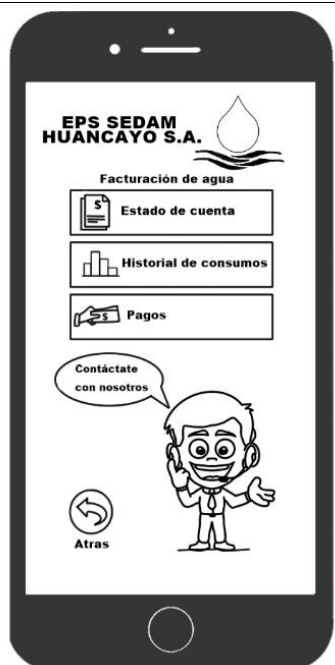 EPS SEDAM
HUANCAYO S.A.
Facturación de agua
$
Estado de cuenta
Historial de consumos
$
Pagos
Contáctate
con nosotros
Atras